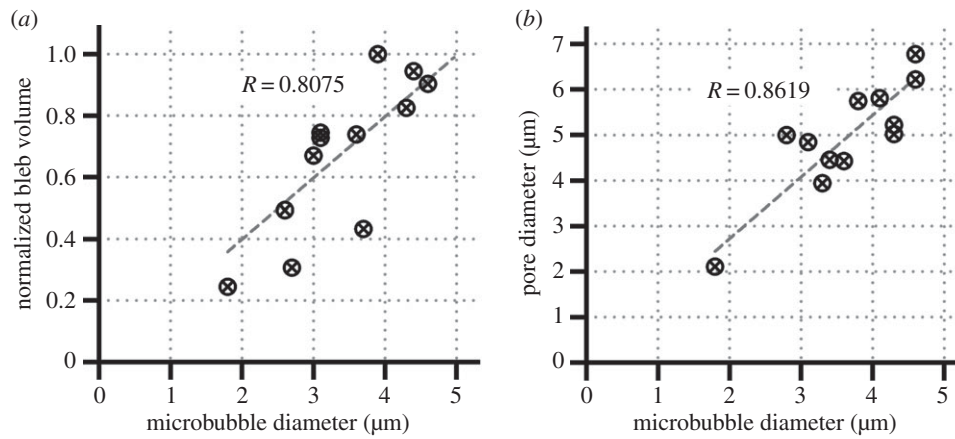 (a)
1.0
0.8
0.6
0.4
0.2
0
R = 0.8075
normalized bleb volume
0 1 2 3 4 5
microbubble diameter (μm)
(b)
7
6
5
4
3
2
1
0
R = 0.8619
pore diameter (μm)
0 1 2 3 4 5
microbubble diameter (μm)